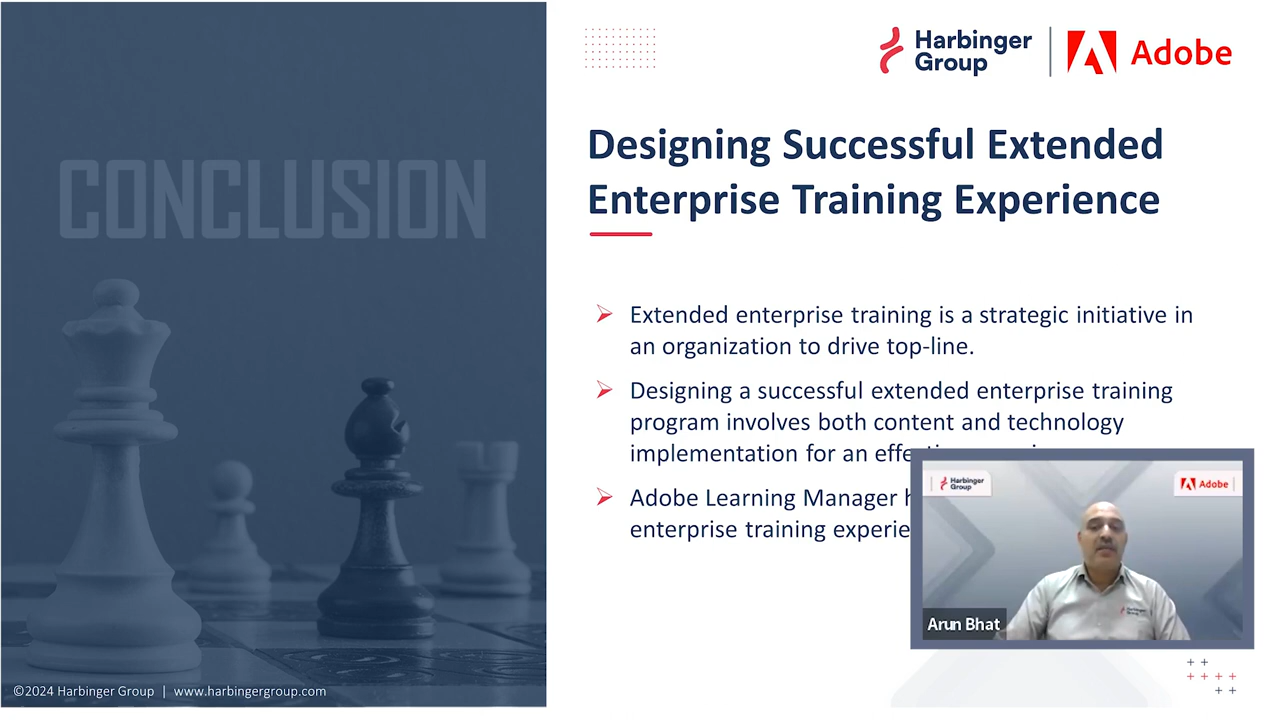 Harbinger
Group
Adobe
CONCLUSION
Designing Successful Extended
Enterprise Training Experience
➢ Extended enterprise training is a strategic initiative in
an organization to drive top-line.
➢ Designing a successful extended enterprise training
program involves both content and technology
implementation for an
➢ Adobe Learning Manager
enterprise training
Harbinger
Group
Adobe
Harbinger
Group
Arun Bhat
©2024 Harbinger Group | www.harbingergroup.com